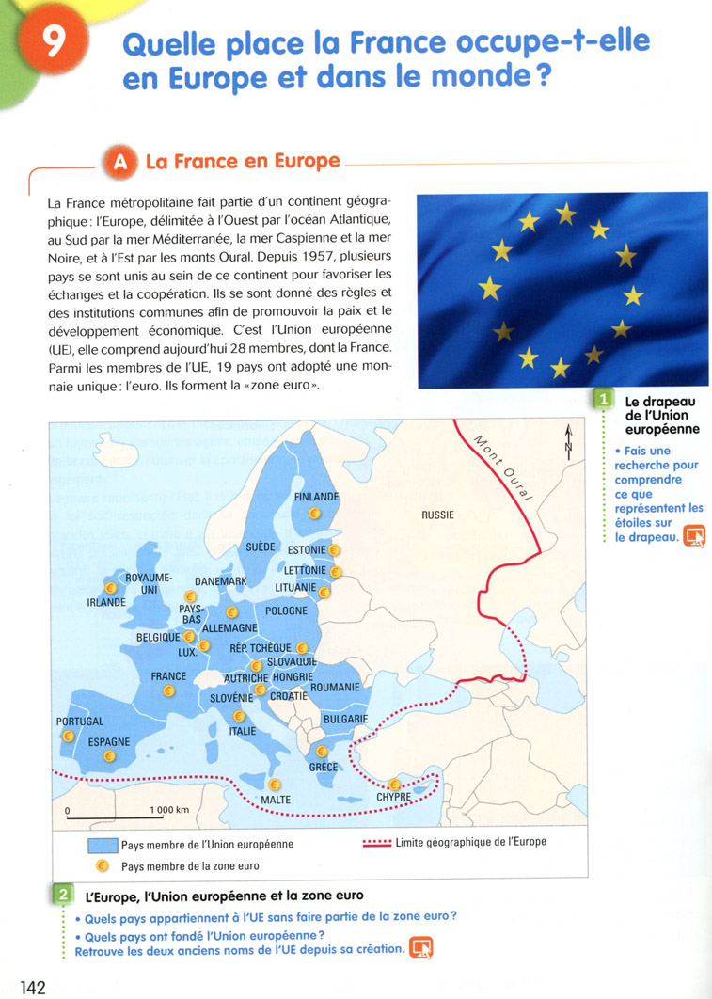 9
Quelle place la France occupe-t-elle
en Europe et dans le monde ?
A La France en Europe
La France métropolitaine fait partie d'un continent géogra-
phique : l'Europe, délimitée à l'Ouest par l'océan Atlantique,
au Sud par la mer Méditerranée, la mer Caspienne et la mer
Noire, et à l'Est par les monts Oural. Depuis 1957, plusieurs
pays se sont unis au sein de ce continent pour favoriser les
échanges et la coopération. Ils se sont donné des règles et
des institutions communes afin de promouvoir la paix et le
développement économique. C'est l'Union européenne
(UE), elle comprend aujourd'hui 28 membres, dont la France.
Parmi les membres de l'UE, 19 pays ont adopté une mon-
naie unique : l'euro. Ils forment la « zone euro ».
1 Le drapeau
de l'Union
européenne
• Fais une
recherche pour
comprendre
ce que
représentent les
étoiles sur
le drapeau.
N
Mont Oural
FINLANDE
RUSSIE
SUÈDE
ESTONIE €
LETTONIE €
LITUANIE €
ROYAUME-
UNI
DANEMARK
IRLANDE
PAYS-
BAS
POLOGNE
ALLEMAGNE
BELGIQUE €
LUX.
RÉP. TCHÈQUE €
SLOVAQUIE
FRANCE
AUTRICHE
HONGRIE
ROUMANIE
SLOVÉNIE
CROATIE
BULGARIE
PORTUGAL
ITALIE
ESPAGNE
GRÈCE
MALTE
CHYPRE
0 1 000 km
Pays membre de l'Union européenne
Limite géographique de l'Europe
€ Pays membre de la zone euro
2 L'Europe, l'Union européenne et la zone euro
• Quels pays appartiennent à l'UE sans faire partie de la zone euro ?
• Quels pays ont fondé l'Union européenne ?
Retrouve les deux anciens noms de l'UE depuis sa création.
142